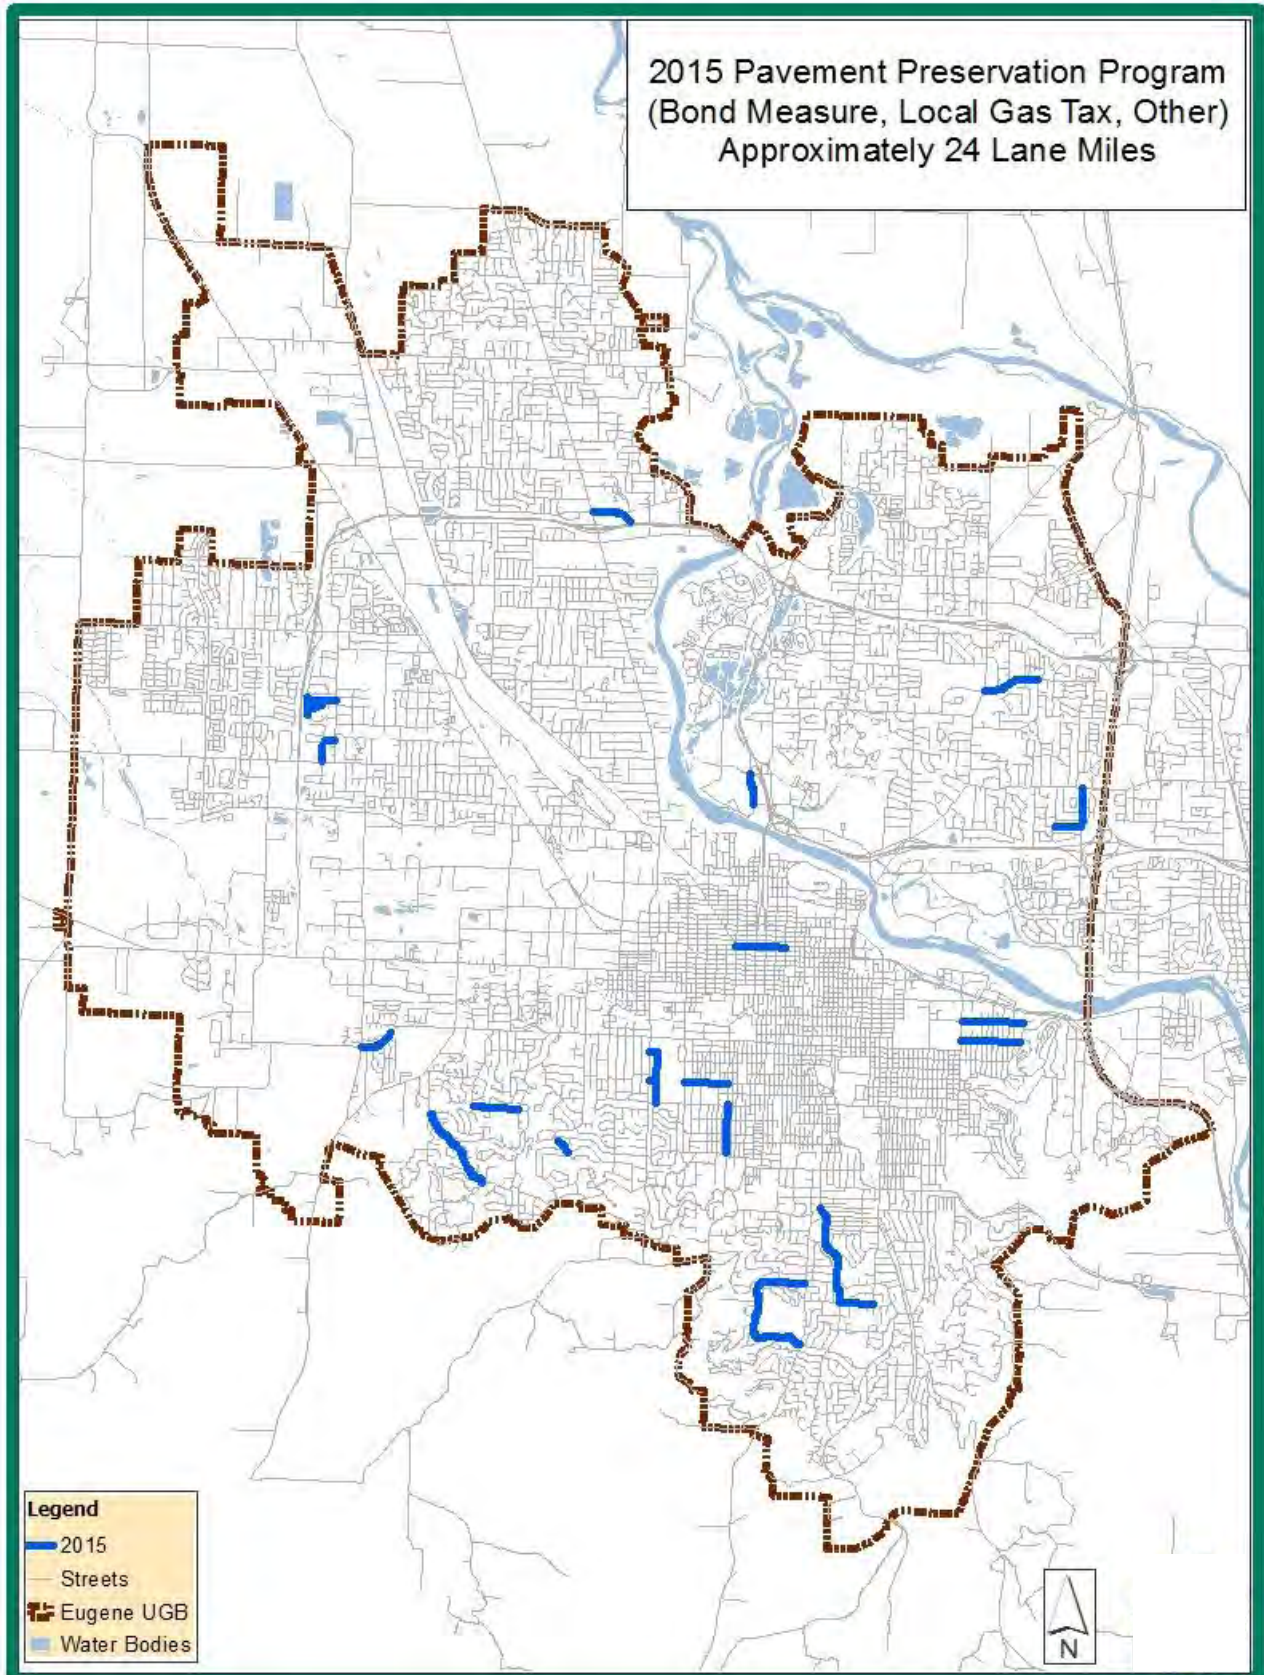 2015 Pavement Preservation Program
(Bond Measure, Local Gas Tax, Other)
Approximately 24 Lane Miles
Legend
2015
Streets
Eugene UGB
Water Bodies
N